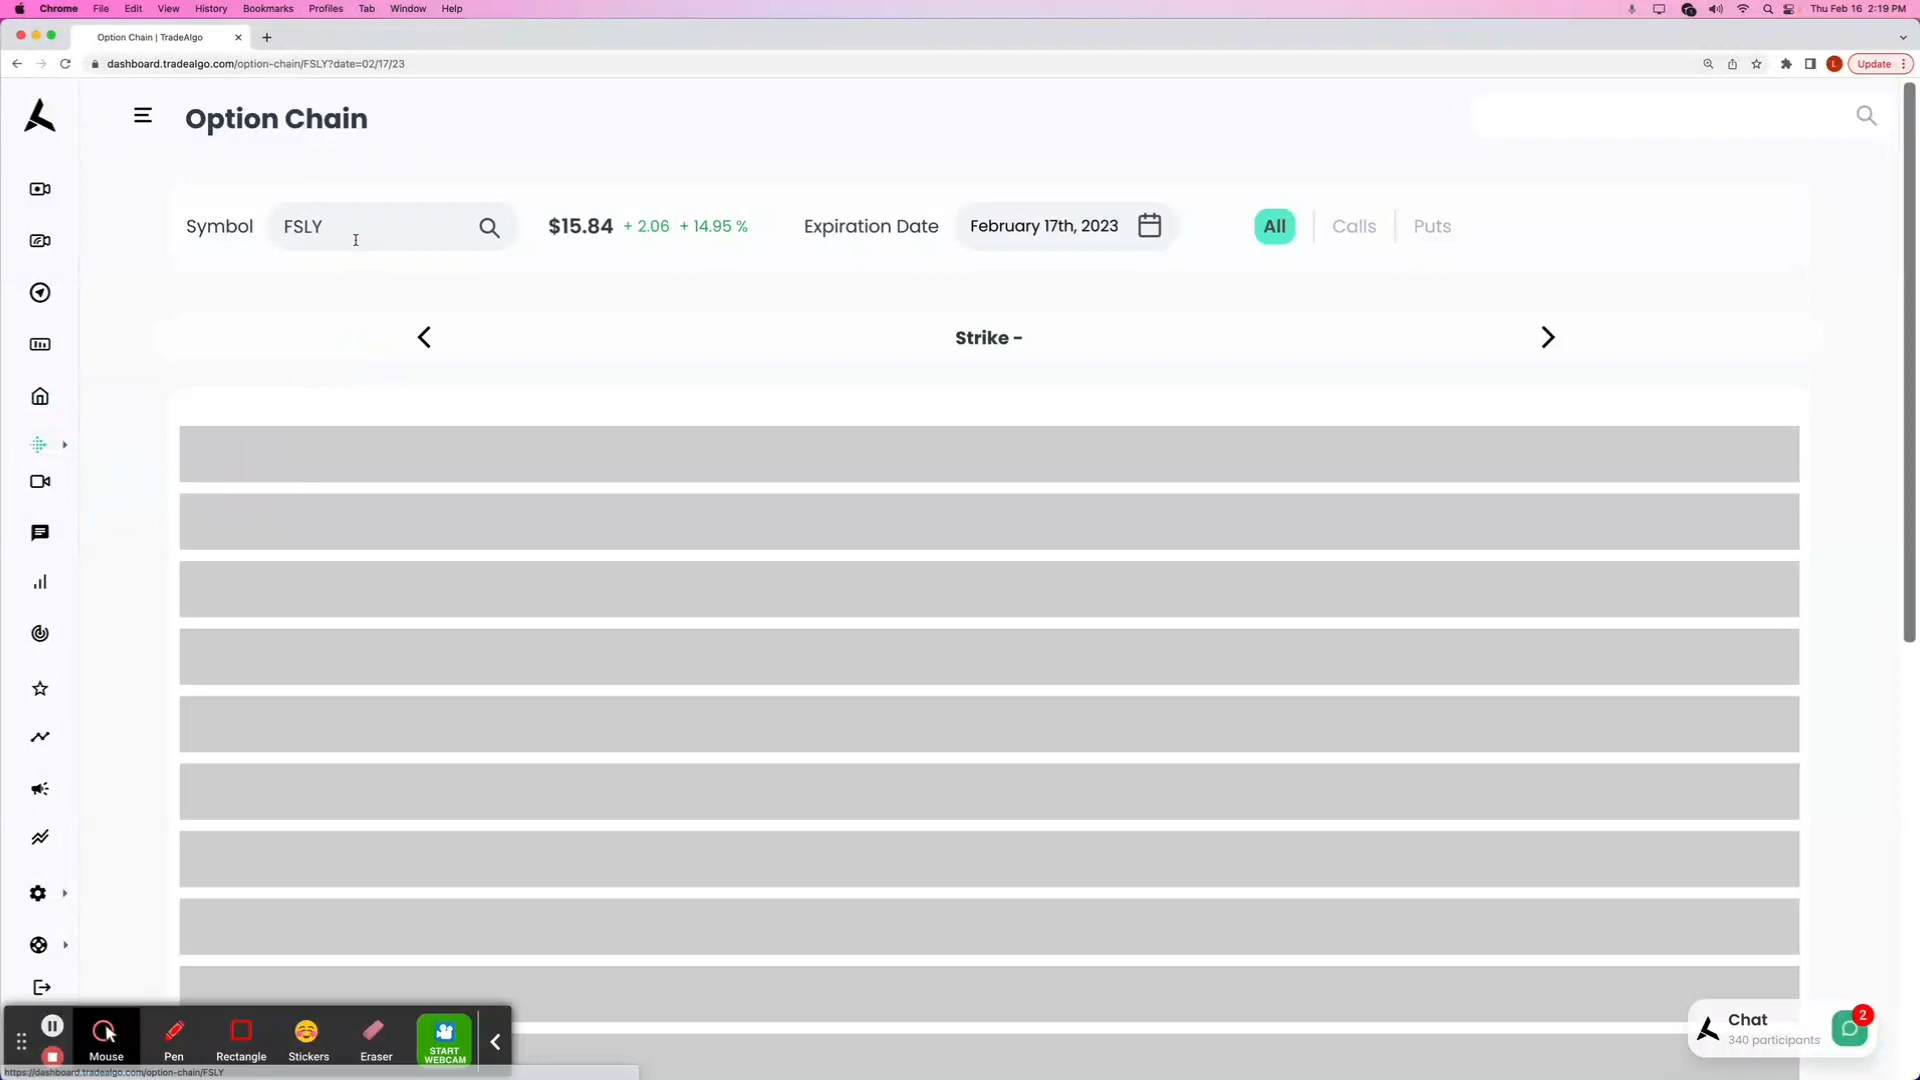 Chrome File Edit View History Bookmarks Profiles Tab Window Help Thu Feb 16 2:19 PM
Option Chain | TradeAlgo
dashboard.tradealgo.com/option-chain/FSLY?date=02/17/23 L Update
Option Chain
Symbol FSLY $15.84 + 2.06 + 14.95 % Expiration Date February 17th, 2023 All Calls Puts
Strike -
Chat 2
340 participants
Mouse Pen Rectangle Stickers Eraser START WEBCAM
https://dashboard.tradealgo.com/option-chain/FSLY